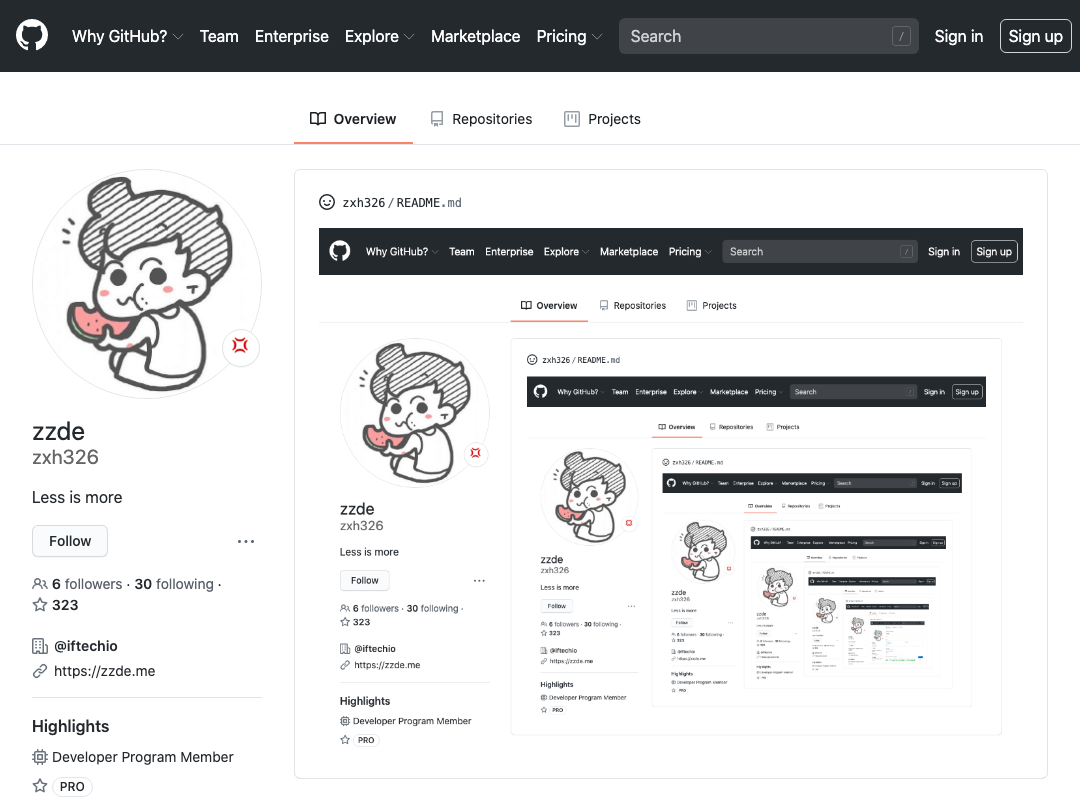 Why GitHub? Team Enterprise Explore Marketplace Pricing Search / Sign in Sign up
Overview Repositories Projects
zxh326/README.md
zzde
zxh326
Less is more
Follow ...
6 followers · 30 following ·
323
@iftechio
https://zzde.me
Highlights
Developer Program Member
PRO
Why GitHub? Team Enterprise Explore Marketplace Pricing Search / Sign in Sign up
Overview Repositories Projects
zxh326/README.md
zzde
zxh326
Less is more
Follow ...
6 followers · 30 following ·
323
@iftechio
https://zzde.me
Highlights
Developer Program Member
PRO
Why GitHub? Team Enterprise Explore Marketplace Pricing Search Sign in Sign up
Overview Repositories Projects
zxh326/README.md
zzde
zxh326
Less is more
Follow ...
6 followers · 30 following ·
323
@iftechio
https://zzde.me
Highlights
Developer Program Member
PRO
Why GitHub? Team Enterprise Explore Marketplace Pricing Search Sign in Sign up
Overview Repositories Projects
zxh326/README.md
zzde
zxh326
Less is more
Follow
6 followers · 30 following ·
323
@iftechio
https://zzde.me
Highlights
Developer Program Member
PRO